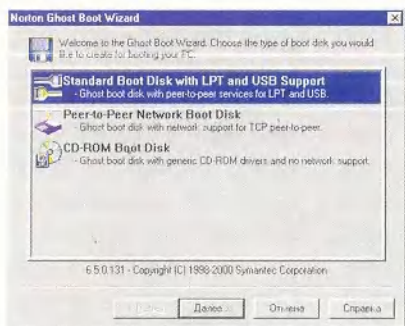 Norton Ghost Boot Wizard
Welcome to the Ghost Boot Wizard. Choose the type of boot disk you would
like to create for booting your PC.
Standard Boot Disk with LPT and USB Support
- Ghost boot disk with peer-to-peer services for LPT and USB.
Peer-to-Peer Network Boot Disk
- Ghost boot disk with network support for TCP peer-to-peer.
CD-ROM Boot Disk
- Ghost boot disk with generic CD-ROM drivers and no network support.
6.5.0.131 - Copyright (C) 1998-2000 Symantec Corporation
Далее >
Отмена
Справка